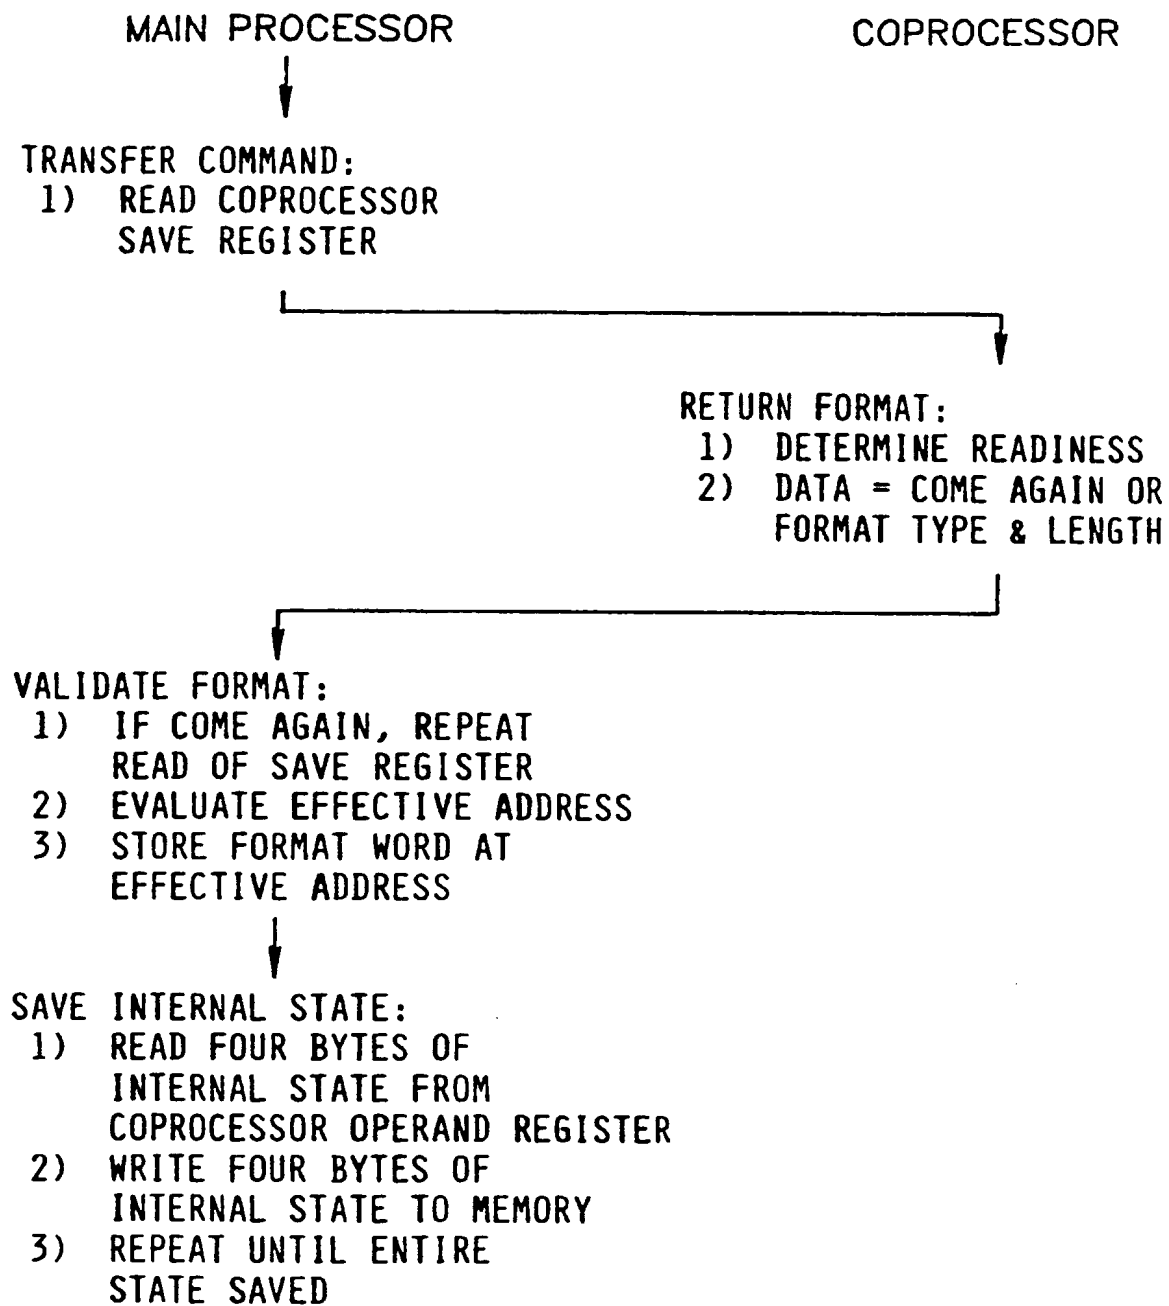 MAIN PROCESSOR
COPROCESSOR
TRANSFER COMMAND:
1) READ COPROCESSOR
SAVE REGISTER
RETURN FORMAT:
1) DETERMINE READINESS
2) DATA = COME AGAIN OR
FORMAT TYPE & LENGTH
VALIDATE FORMAT:
1) IF COME AGAIN, REPEAT
READ OF SAVE REGISTER
2) EVALUATE EFFECTIVE ADDRESS
3) STORE FORMAT WORD AT
EFFECTIVE ADDRESS
SAVE INTERNAL STATE:
1) READ FOUR BYTES OF
INTERNAL STATE FROM
COPROCESSOR OPERAND REGISTER
2) WRITE FOUR BYTES OF
INTERNAL STATE TO MEMORY
3) REPEAT UNTIL ENTIRE
STATE SAVED